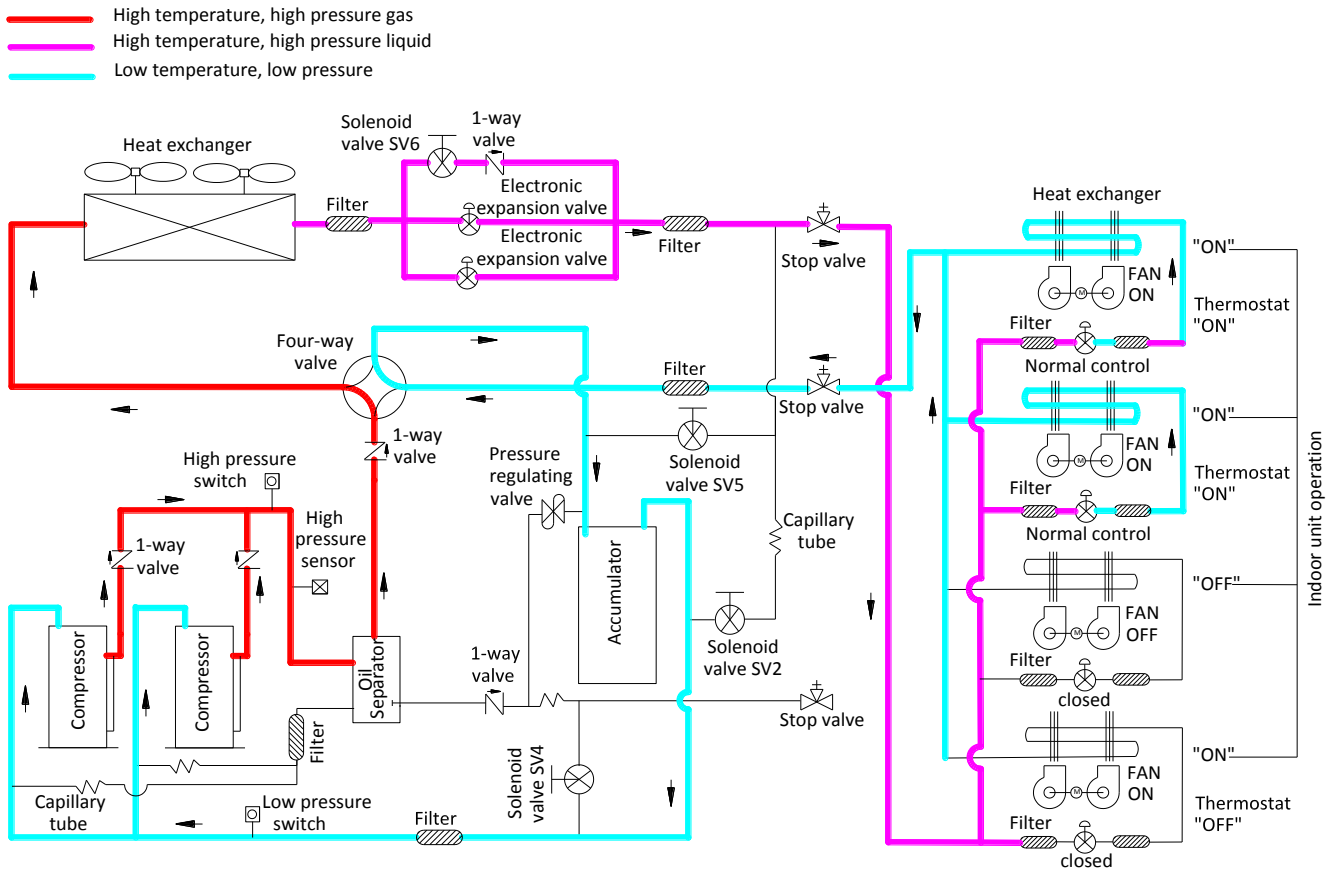 High temperature, high pressure gas
High temperature, high pressure liquid
Low temperature, low pressure
Heat exchanger
Solenoid
valve SV6
1-way
valve
Filter
Electronic
expansion valve
Electronic
expansion valve
Filter
Stop valve
Heat exchanger
"ON"
FAN
ON
M
Thermostat
"ON"
Filter
Normal control
Four-way
valve
Filter
Stop valve
"ON"
FAN
ON
M
Thermostat
"ON"
Filter
Normal control
1-way
valve
High pressure
switch
Pressure
regulating
valve
Solenoid
valve SV5
High
pressure
sensor
1-way
valve
Capillary
tube
Accumulator
"OFF"
FAN
OFF
M
Filter
closed
Indoor unit operation
Compressor
Compressor
Oil
Separator
1-way
valve
Solenoid
valve SV2
Stop valve
Filter
Solenoid
valve SV4
Capillary
tube
Low pressure
switch
Filter
"ON"
FAN
ON
M
Thermostat
"OFF"
Filter
closed